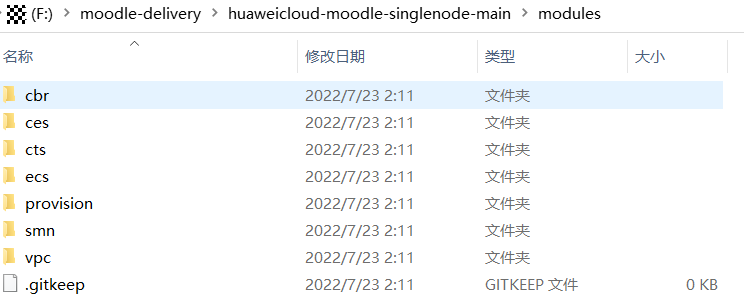 (F:) > moodle-delivery > huaweicloud-moodle-singlenode-main > modules
名称 修改日期 类型 大小
cbr 2022/7/23 2:11 文件夹
ces 2022/7/23 2:11 文件夹
cts 2022/7/23 2:11 文件夹
ecs 2022/7/23 2:11 文件夹
provision 2022/7/23 2:11 文件夹
smn 2022/7/23 2:11 文件夹
vpc 2022/7/23 2:11 文件夹
.gitkeep 2022/7/23 2:11 GITKEEP 文件 0 KB